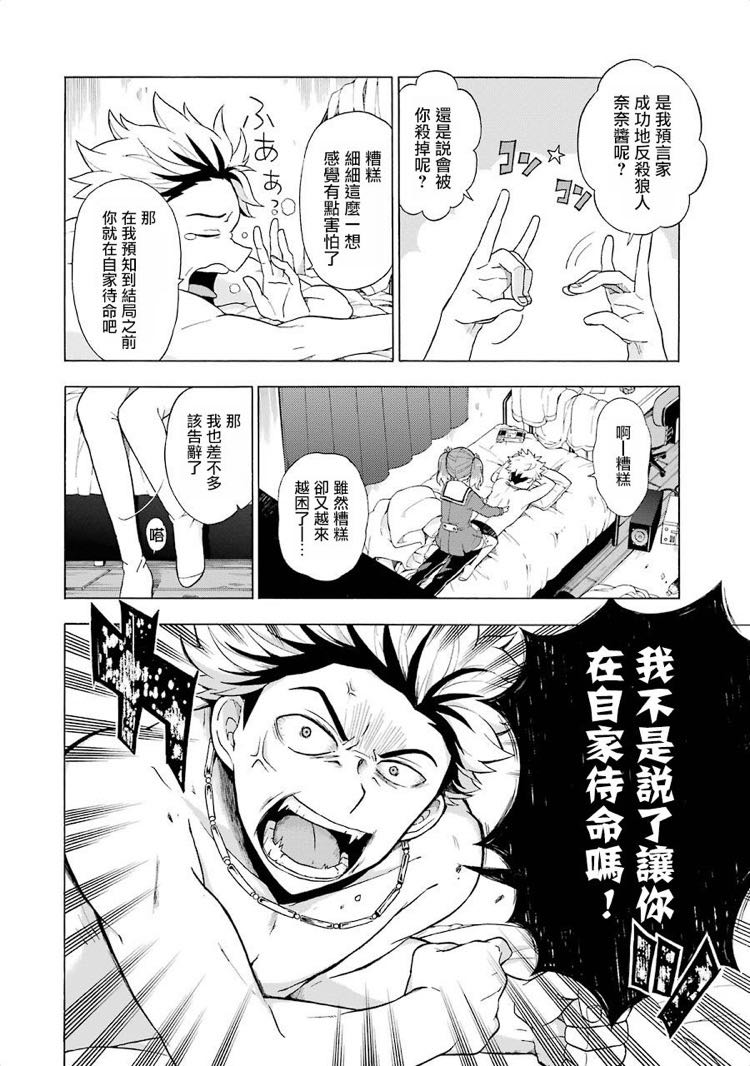 是我預言家
成功地反殺狼人
奈奈醬呢？
還是說會被
你殺掉呢？
コン
コン
糟糕
細細這麼一想
感覺有點害怕了
ふあぁ…
那
在我預知到結局之前
你就在自家待命吧
啊—糟糕
雖然糟糕
卻又越來
越困了—…
那
我也差不多
該告辭了
嗒
我不是說了讓你
在自家待命嗎！